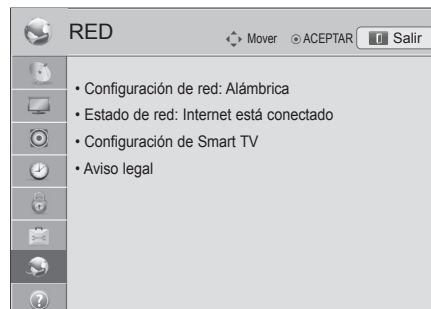 RED
Mover ACEPTAR Salir
• Configuración de red: Alámbrica
• Estado de red: Internet está conectado
• Configuración de Smart TV
• Aviso legal